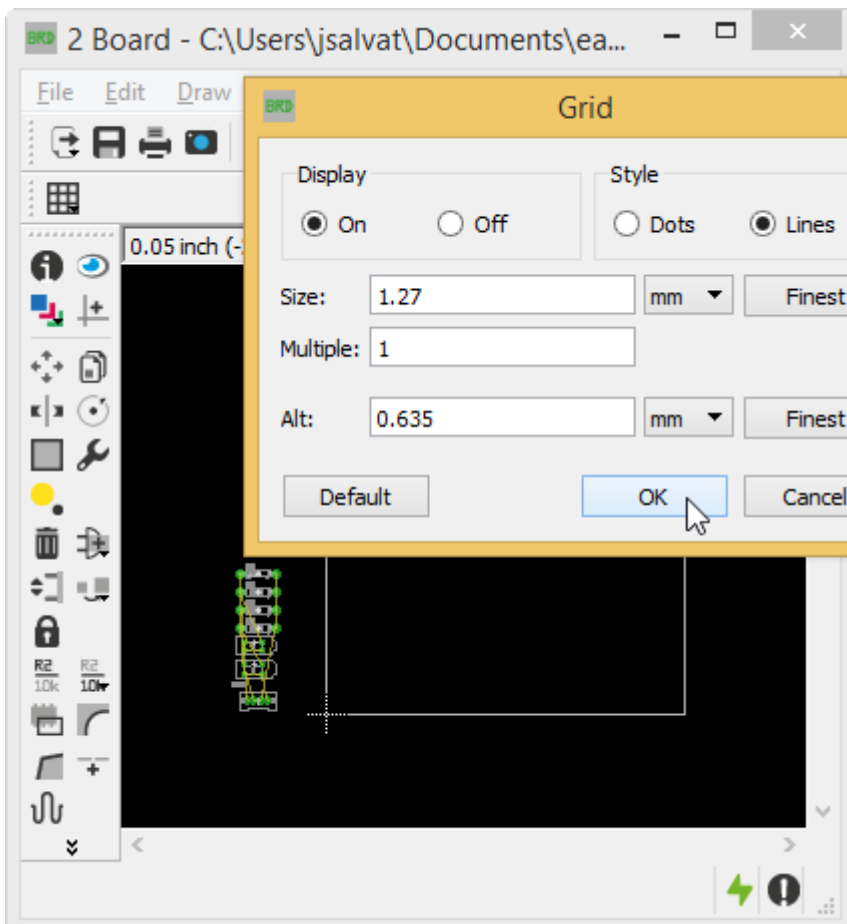 BRD 2 Board - C:\Users\jsalvat\Documents\ea...
File Edit Draw
BRD Grid
Display
On Off
Style
Dots Lines
0.05 inch (-
Size: 1.27 mm Finest
Multiple: 1
Alt: 0.635 mm Finest
Default OK Cancel
R2 R2
10k 10k